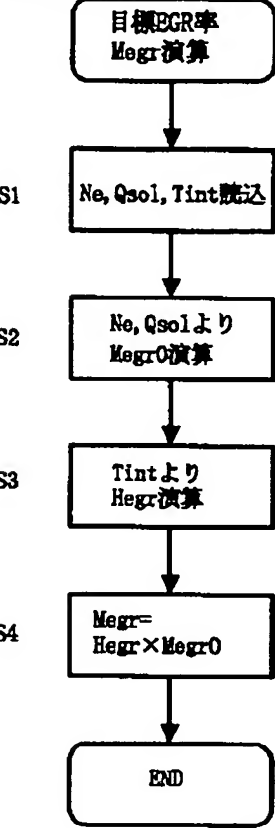 目標EGR率
Megr演算
S1
Ne,Qsol,Tint読込
S2
Ne,Qsolより
Megr0演算
S3
Tintより
Hegr演算
S4
Megr=
Hegr×Megr0
END